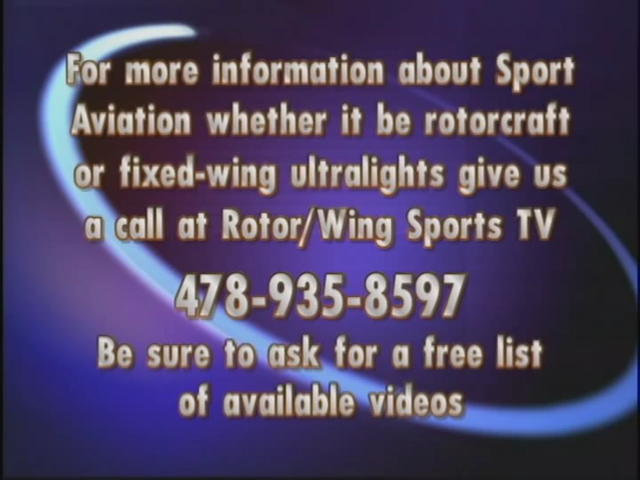 For more information about Sport
Aviation whether it be rotorcraft
or fixed-wing ultralights give us
a call at Rotor/Wing Sports TV
478-935-8597
Be sure to ask for a free list
of available videos